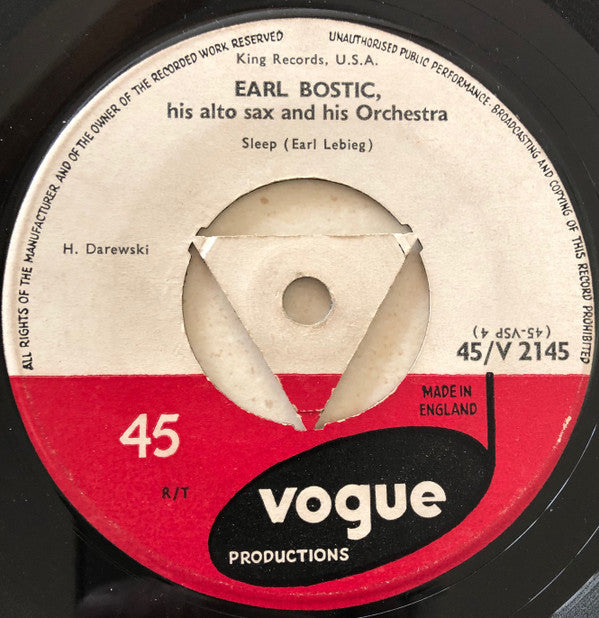 ALL RIGHTS OF THE MANUFACTURER AND OF THE OWNER OF THE RECORDED WORK RESERVED
UNAUTHORISED PUBLIC PERFORMANCE, BROADCASTING AND COPYING OF THIS RECORD PROHIBITED
King Records, U.S.A.
EARL BOSTIC,
his alto sax and his Orchestra
Sleep (Earl Lebieg)
H. Darewski
(45-VSP 4)
45/V 2145
MADE IN
ENGLAND
45
R/T
vogue
PRODUCTIONS